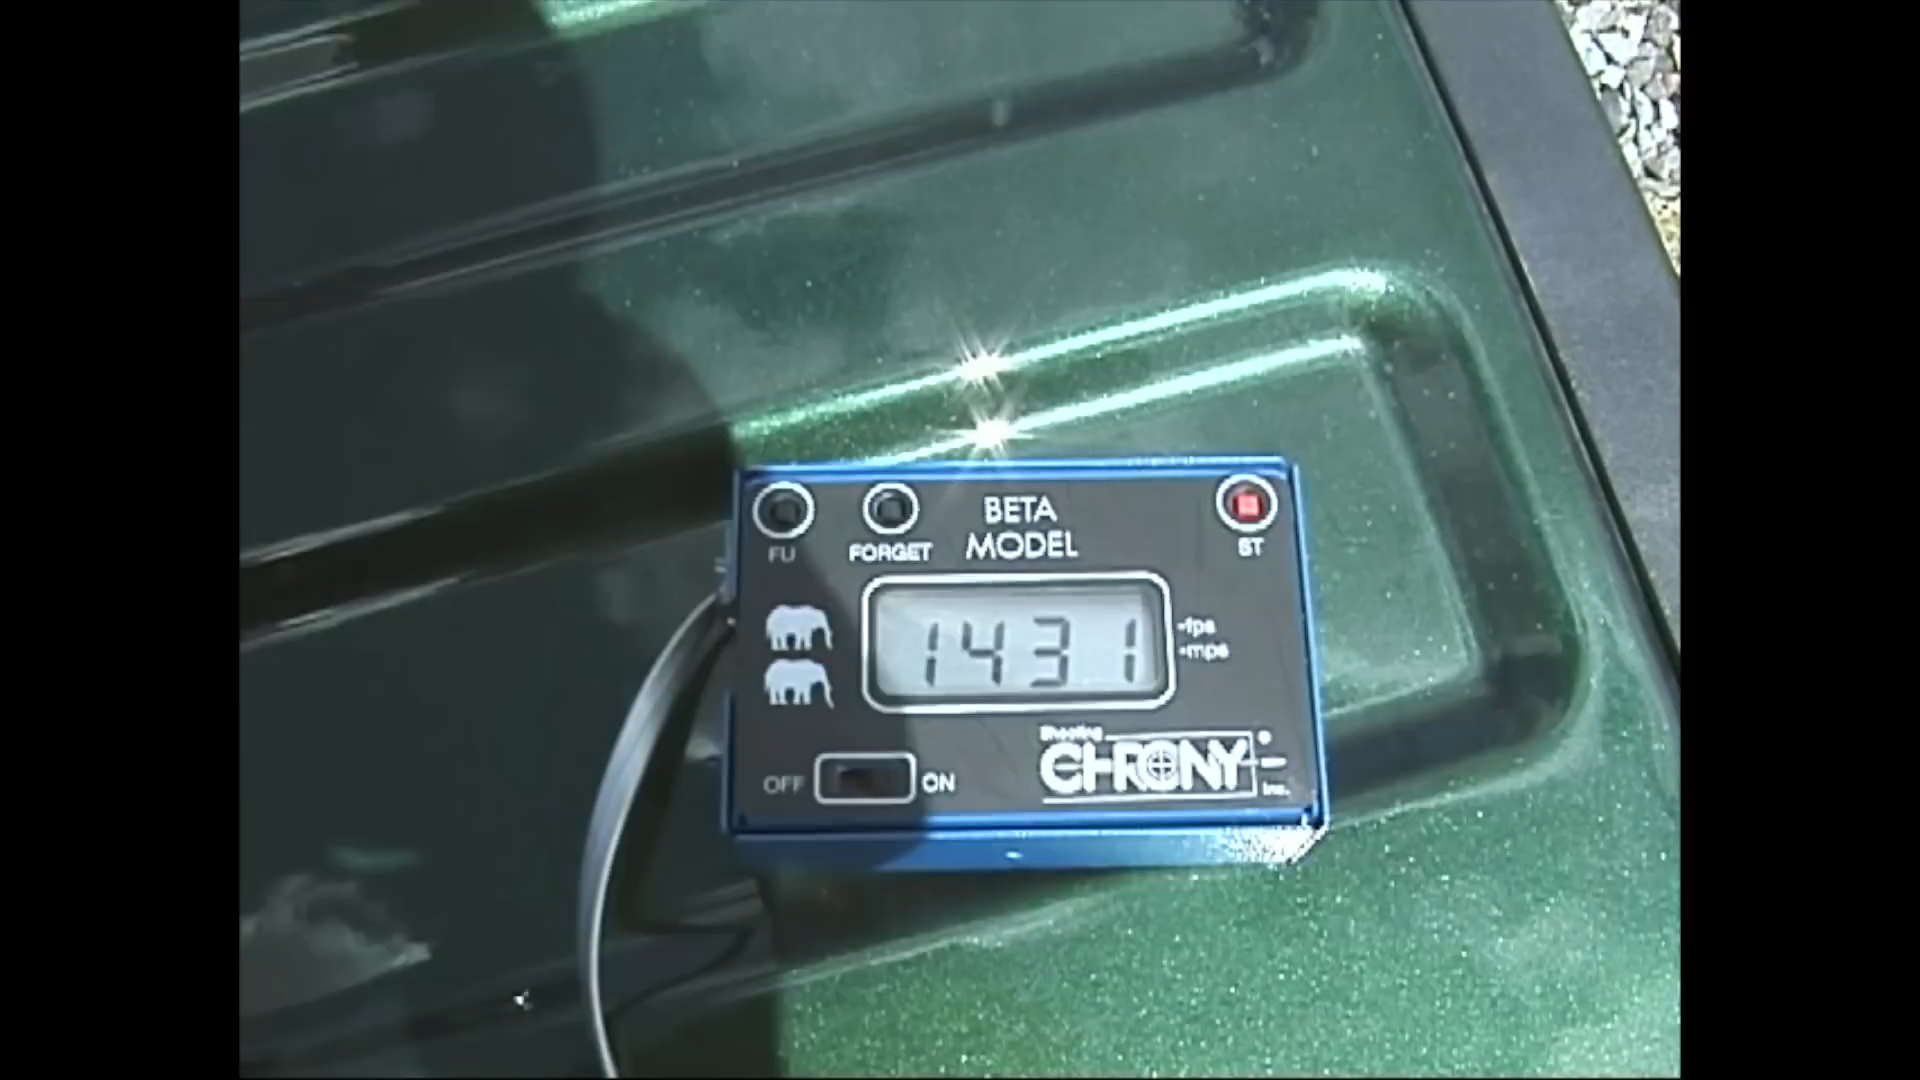 BETA
MODEL
FU
FORGET
ST
1431
-fps
-mps
OFF
ON
Shooting
CHRONY
Inc.